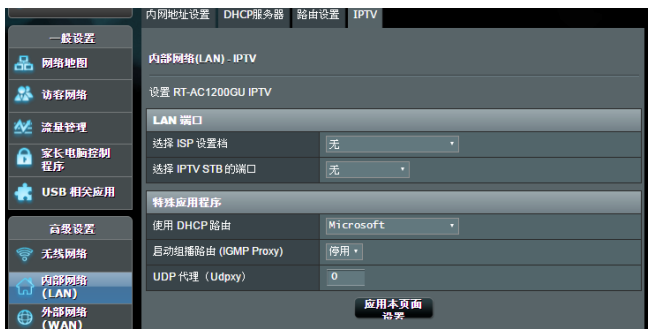 内网地址设置 DHCP服务器 路由设置 IPTV
一般设置
网络地图
访客网络
流量管理
家长电脑控制
程序
USB 相关应用
高级设置
无线网络
内部网络
(LAN)
外部网络
(WAN)
内部网络(LAN) - IPTV
设置 RT-AC1200GU IPTV
LAN 端口
选择 ISP 设置档 无
选择 IPTV STB 的端口 无
特殊应用程序
使用 DHCP 路由 Microsoft
启动组播路由 (IGMP Proxy) 停用
UDP 代理（Udpxy） 0
应用本页面
设置